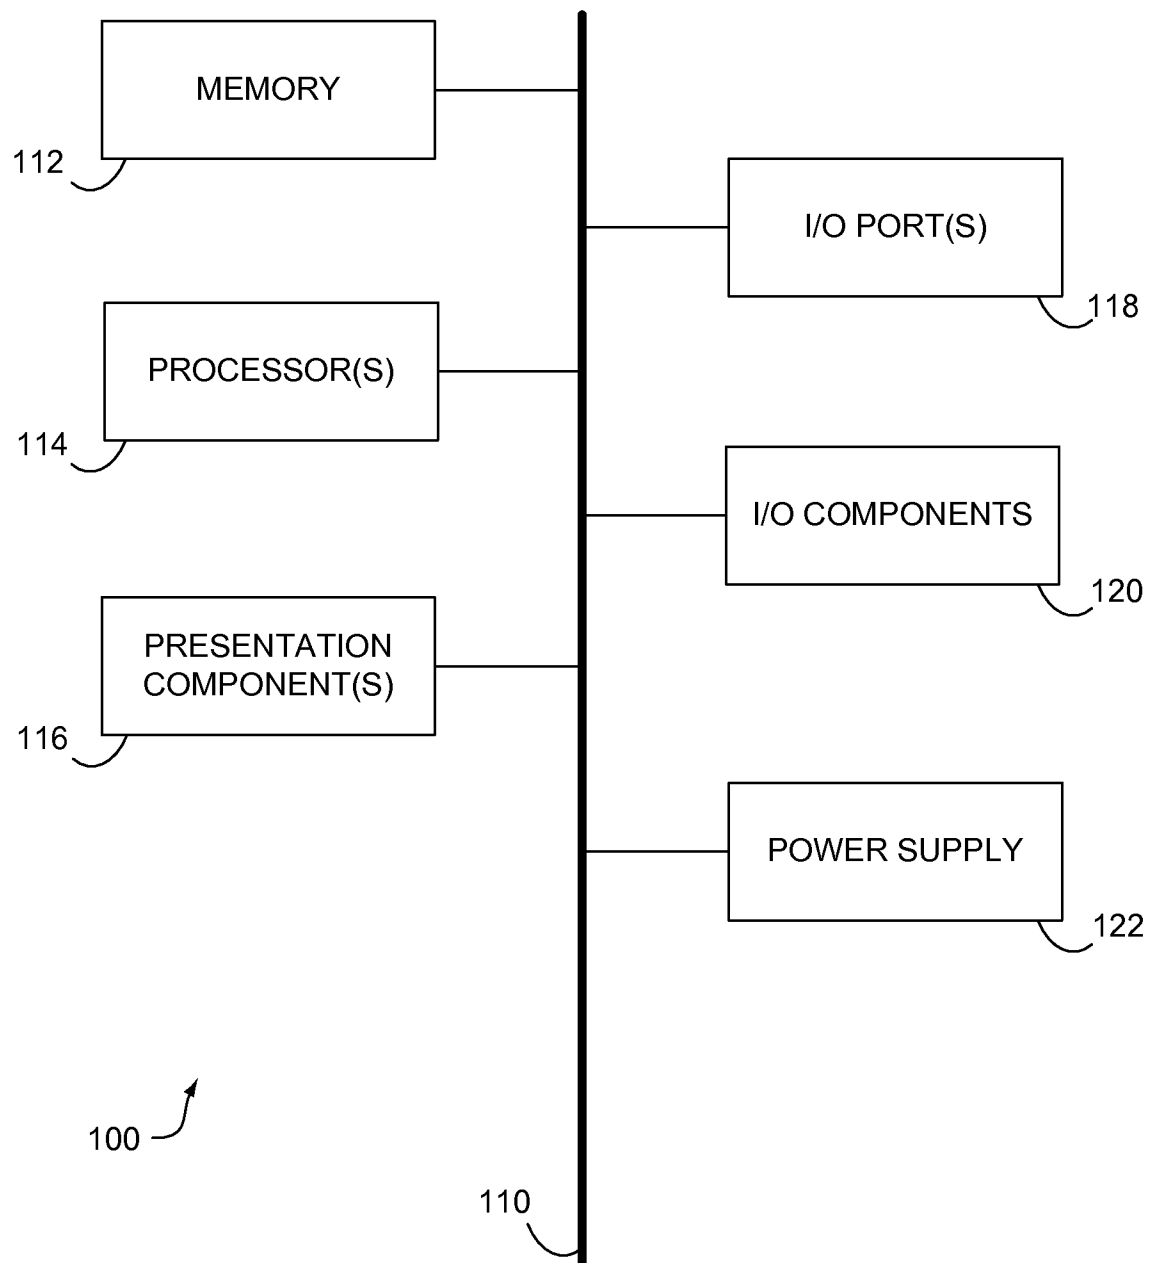 MEMORY
112
I/O PORT(S)
118
PROCESSOR(S)
114
I/O COMPONENTS
120
PRESENTATION
COMPONENT(S)
116
POWER SUPPLY
122
100
110